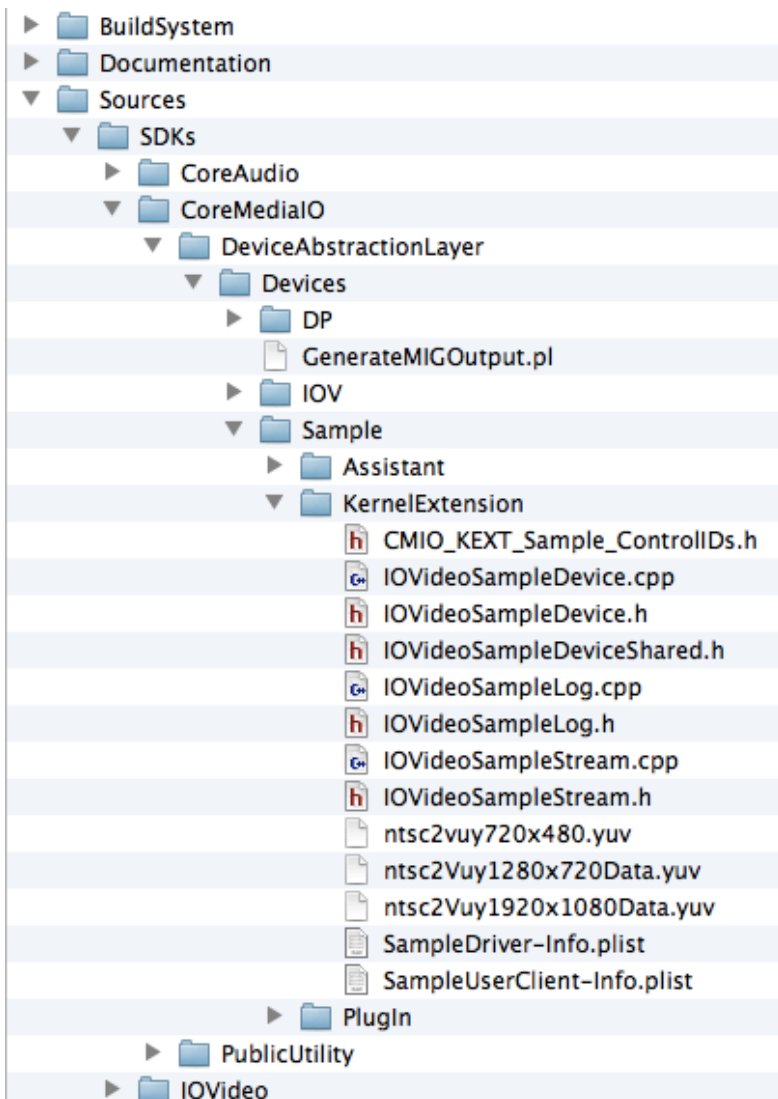 BuildSystem
Documentation
Sources
SDKs
CoreAudio
CoreMediaIO
DeviceAbstractionLayer
Devices
DP
GenerateMIGOutput.pl
IOV
Sample
Assistant
KernelExtension
CMIO_KEXT_Sample_ControlIDs.h
IOVideoSampleDevice.cpp
IOVideoSampleDevice.h
IOVideoSampleDeviceShared.h
IOVideoSampleLog.cpp
IOVideoSampleLog.h
IOVideoSampleStream.cpp
IOVideoSampleStream.h
ntsc2vuy720x480.yuv
ntsc2Vuy1280x720Data.yuv
ntsc2Vuy1920x1080Data.yuv
SampleDriver-Info.plist
SampleUserClient-Info.plist
PlugIn
PublicUtility
IOVideo